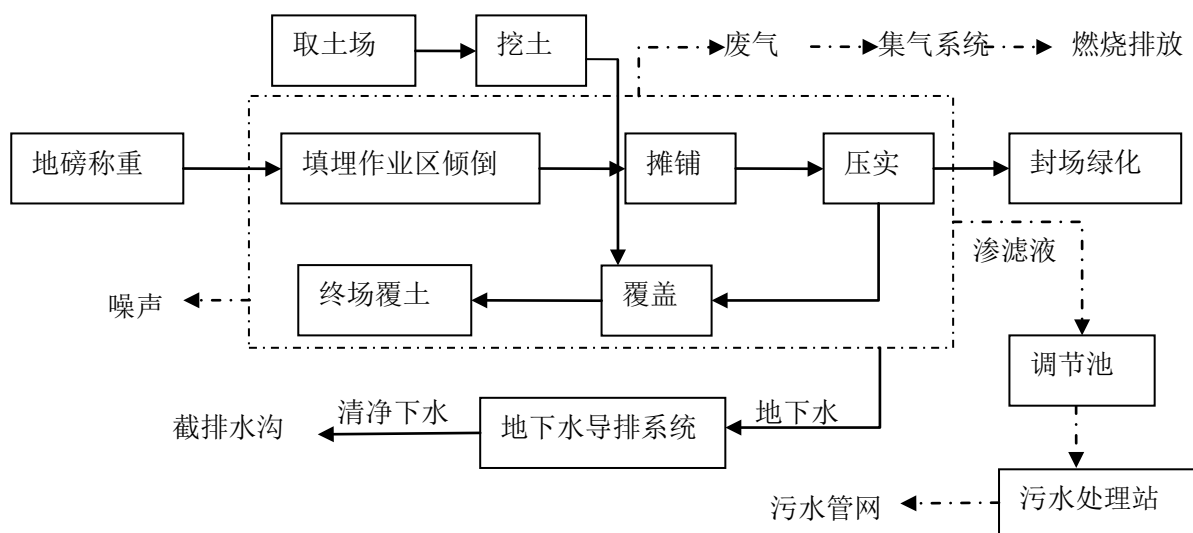 取土场
挖土
废气
集气系统
燃烧排放
地磅称重
填埋作业区倾倒
摊铺
压实
封场绿化
渗滤液
噪声
终场覆土
覆盖
调节池
截排水沟
清净下水
地下水导排系统
地下水
污水管网
污水处理站